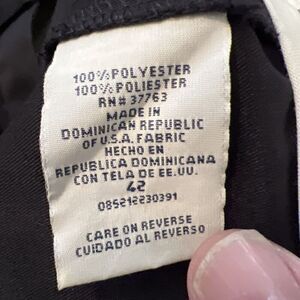 100% POLYESTER
100% POLIESTER
RN# 37763
MADE IN
DOMINICAN REPUBLIC
OF U.S.A. FABRIC
HECHO EN
REPUBLICA DOMINICANA
CON TELA DE EE.UU.
42
085212230391
CARE ON REVERSE
CUIDADO AL REVERSO